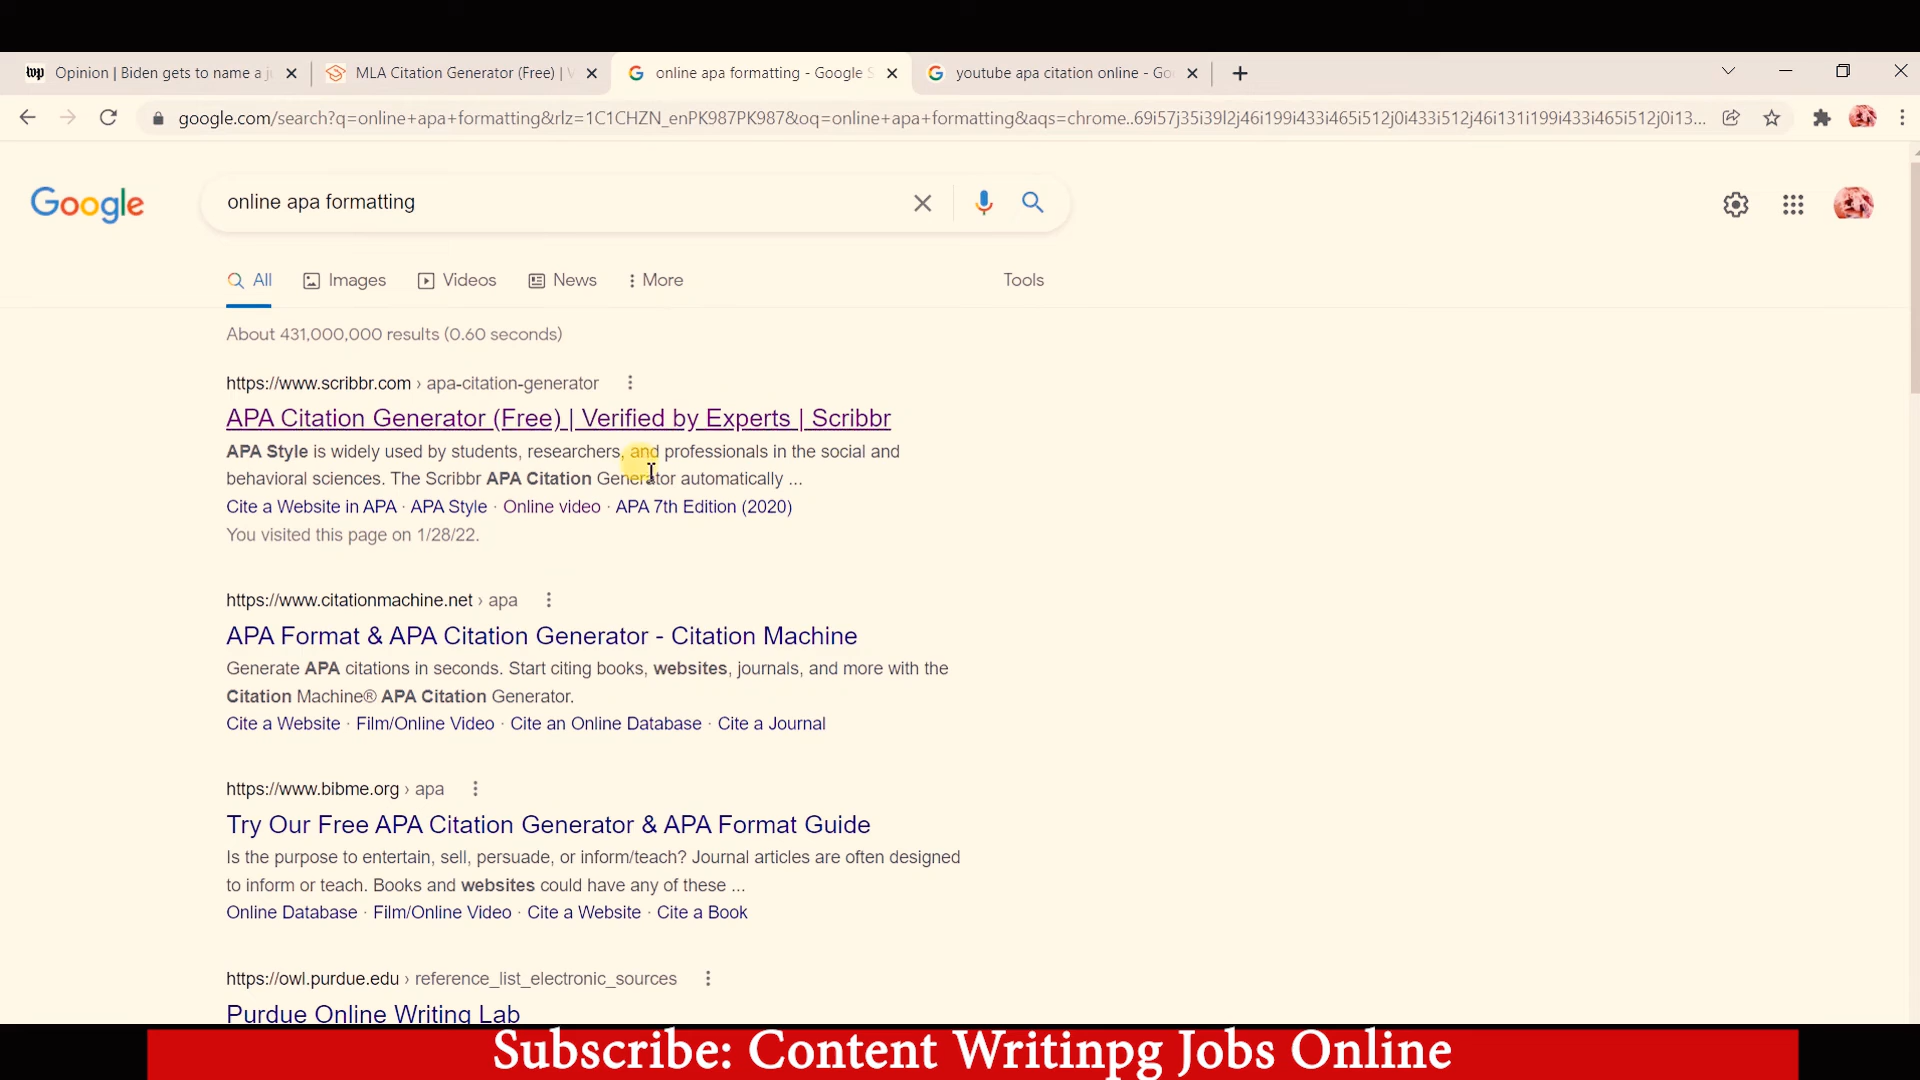 Opinion | Biden gets to name a ju
MLA Citation Generator (Free) | V
online apa formatting - Google S
youtube apa citation online - Go
google.com/search?q=online+apa+formatting&rlz=1C1CHZN_enPK987PK987&oq=online+apa+formatting&aqs=chrome..69i57j35i39l2j46i199i433i465i512j0i433i512j46i131i199i433i465i512j0i13...
Google
online apa formatting
All
Images
Videos
News
More
Tools
About 431,000,000 results (0.60 seconds)
https://www.scribbr.com › apa-citation-generator
APA Citation Generator (Free) | Verified by Experts | Scribbr
APA Style is widely used by students, researchers, and professionals in the social and
behavioral sciences. The Scribbr APA Citation Generator automatically ...
Cite a Website in APA · APA Style · Online video · APA 7th Edition (2020)
You visited this page on 1/28/22.
https://www.citationmachine.net › apa
APA Format & APA Citation Generator - Citation Machine
Generate APA citations in seconds. Start citing books, websites, journals, and more with the
Citation Machine® APA Citation Generator.
Cite a Website · Film/Online Video · Cite an Online Database · Cite a Journal
https://www.bibme.org › apa
Try Our Free APA Citation Generator & APA Format Guide
Is the purpose to entertain, sell, persuade, or inform/teach? Journal articles are often designed
to inform or teach. Books and websites could have any of these ...
Online Database · Film/Online Video · Cite a Website · Cite a Book
https://owl.purdue.edu › reference_list_electronic_sources
Purdue Online Writing Lab
Subscribe: Content Writinpg Jobs Online